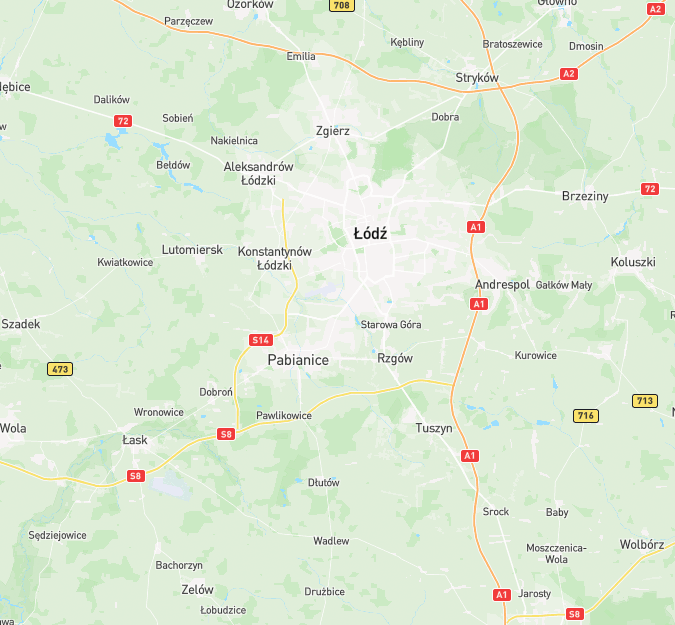 Ozorków
708
Główno
A2
Parzęczew
Kębliny
Bratoszewice
Dmosin
Emilia
Stryków
A2
Dalików
72
Sobień
Zgierz
Dobra
Nakielnica
Bełdów
Aleksandrów
Łódzki
Brzeziny
72
Łódź
A1
Lutomiersk
Konstantynów
Łódzki
Kwiatkowice
Koluszki
Andrespol
Gałków Mały
A1
Szadek
Starowa Góra
S14
Pabianice
Rzgów
Kurowice
473
Dobroń
713
Wronowice
Pawlikowice
716
Wola
S8
Tuszyn
Łask
A1
S8
Dłutów
Srock
Baby
Sędziejowice
Wadlew
Wolbórz
Moszczenica-
Wola
Bachorzyn
Zelów
Drużbice
A1
Jarosty
Łobudzice
S8